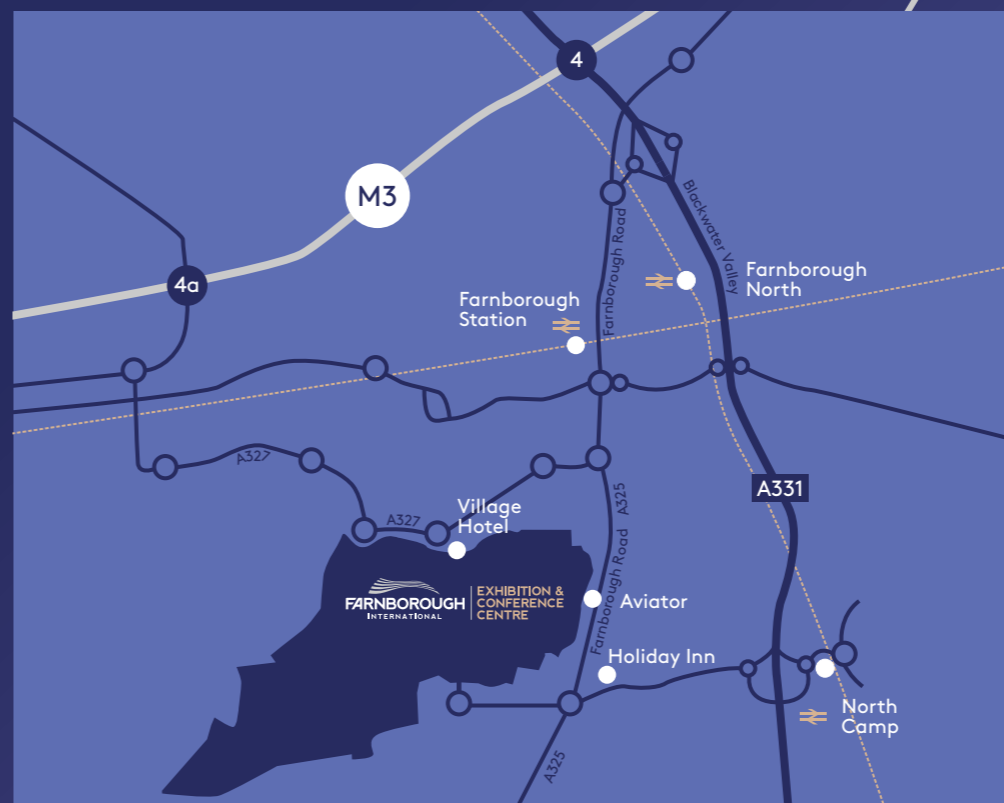 4
M3
Blackwater Valley
Farnborough Road
4a
Farnborough
North
Farnborough
Station
A327
A331
A325
Village
Hotel
A327
FARNBOROUGH
INTERNATIONAL
EXHIBITION &
CONFERENCE
CENTRE
Farnborough Road
Aviator
Holiday Inn
North
Camp
A325